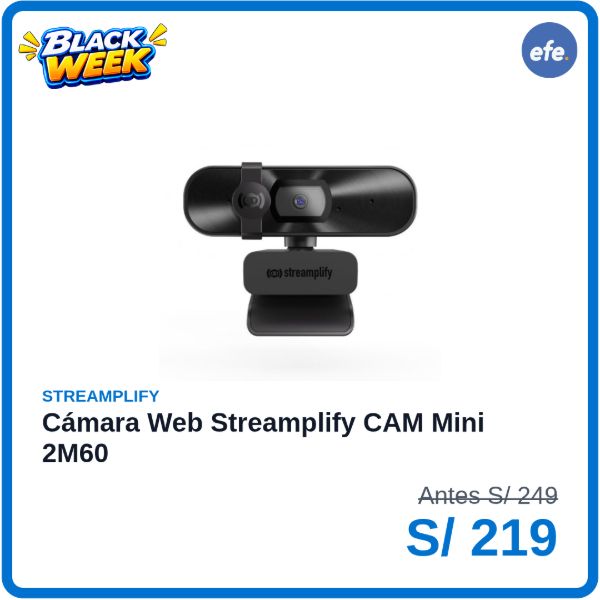 BLACK
WEEK
efe.
streamplify
STREAMPLIFY
Cámara Web Streamplify CAM Mini
2M60
Antes S/ 249
S/ 219